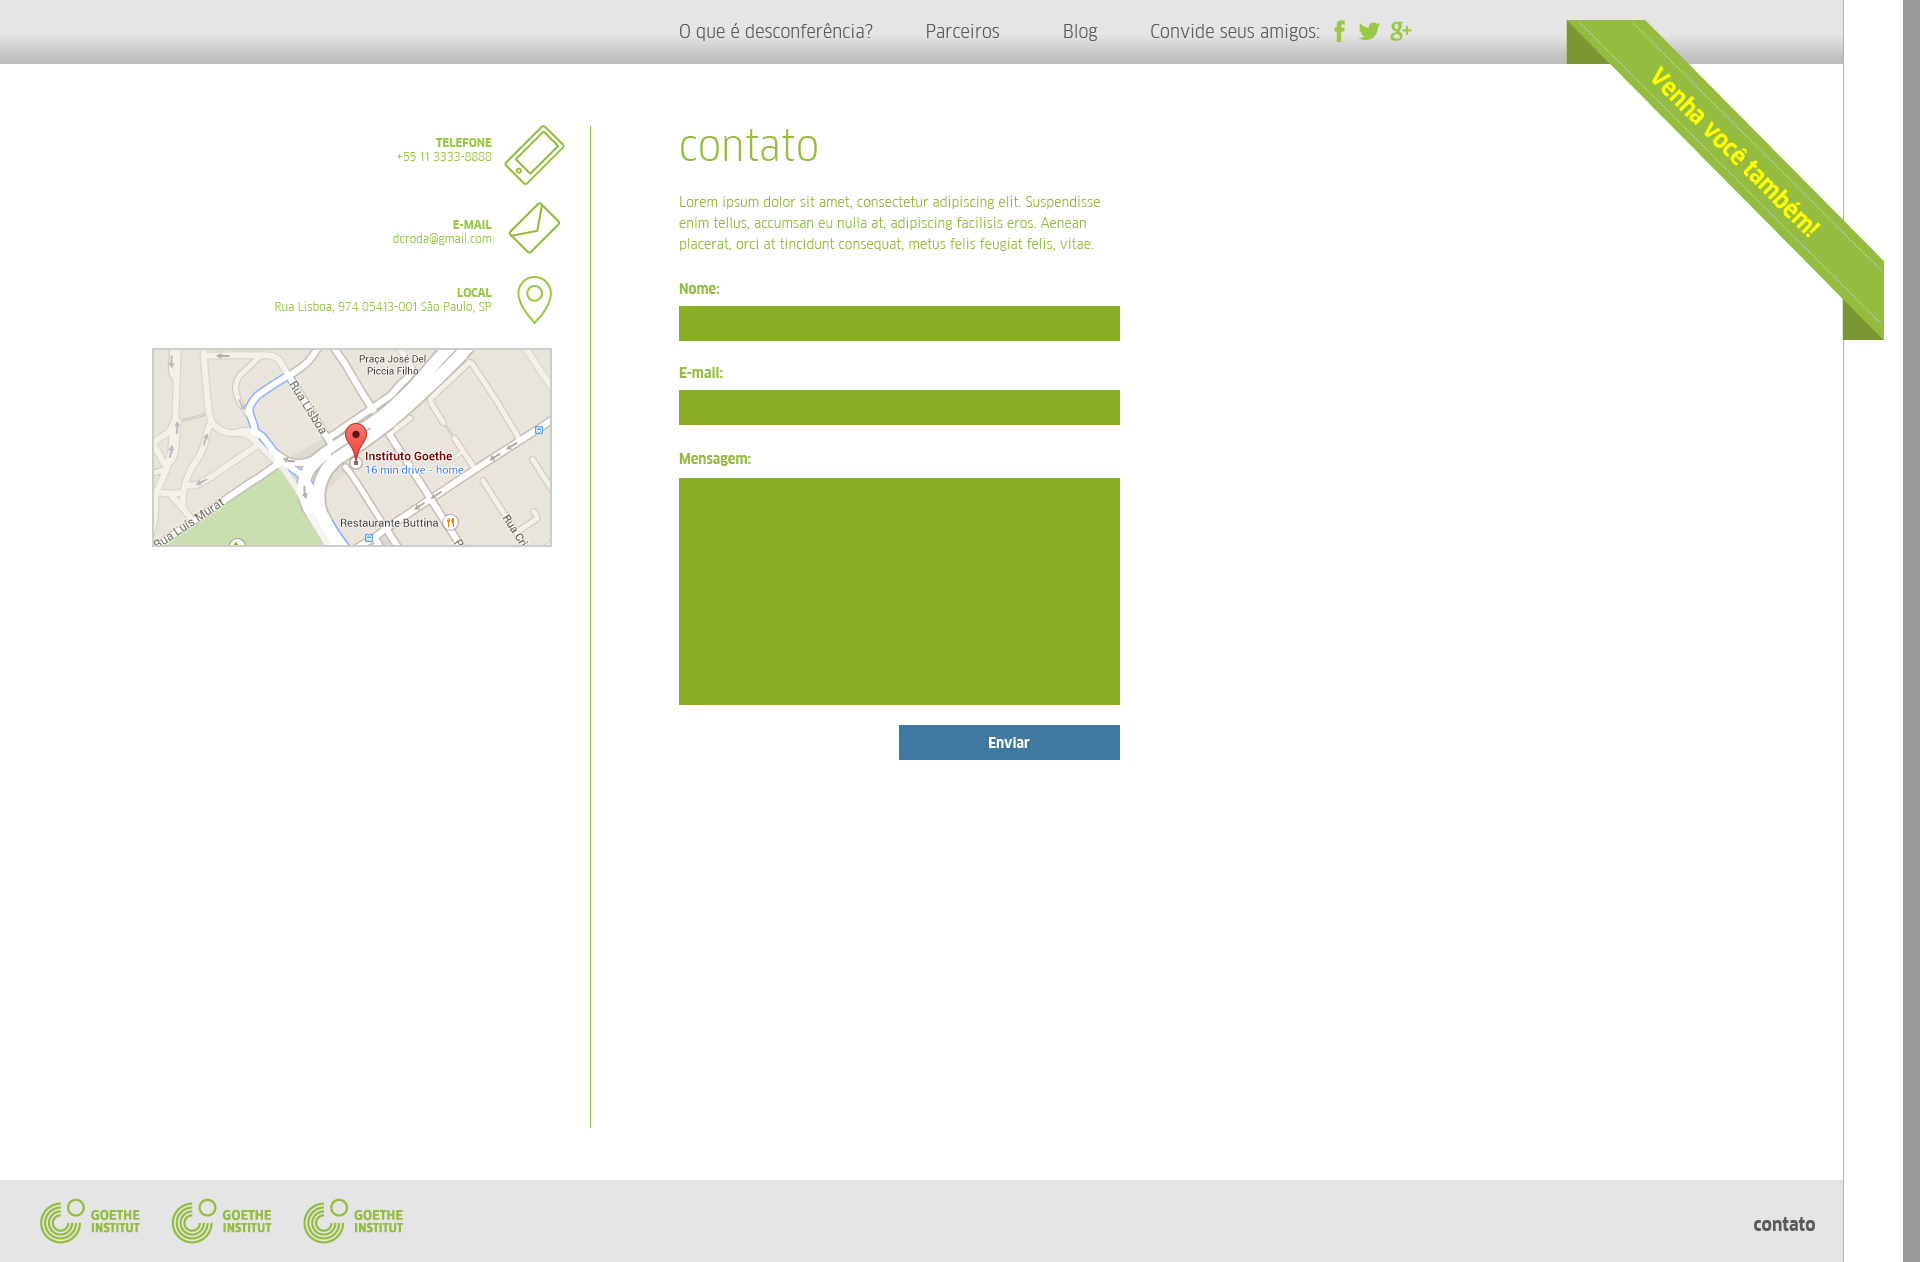 O que é desconferência?
Parceiros
Blog
Convide seus amigos:
Venha você também!
TELEFONE
+55 11 3333-8888
E-MAIL
dcroda@gmail.com
LOCAL
Rua Lisboa, 974 05413-001 São Paulo, SP
Praça José Del
Piccia Filho
Rua Lisboa
Instituto Goethe
16 min drive - home
Rua Luís Murat
Restaurante Buttina
Rua Cri
contato
Lorem ipsum dolor sit amet, consectetur adipiscing elit. Suspendisse
enim tellus, accumsan eu nulla at, adipiscing facilisis eros. Aenean
placerat, orci at tincidunt consequat, metus felis feugiat felis, vitae.
Nome:
E-mail:
Mensagem:
Enviar
GOETHE
INSTITUT
GOETHE
INSTITUT
GOETHE
INSTITUT
contato